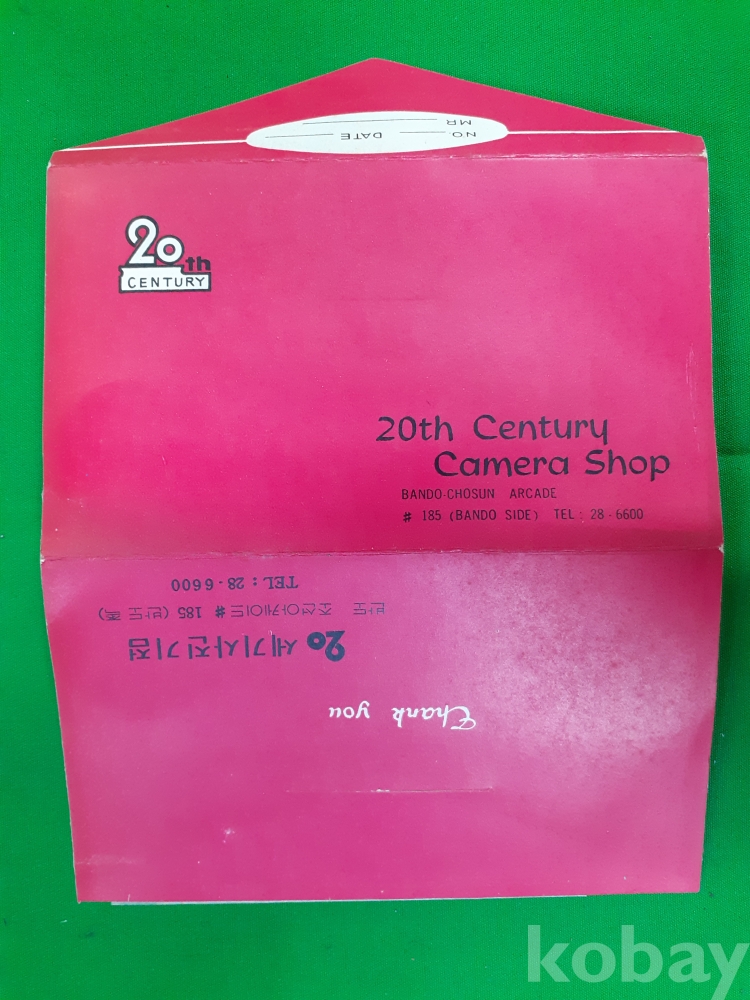 NO. DATE
MR.
20th
CENTURY
20th Century
Camera Shop
BANDO-CHOSUN ARCADE
# 185 (BANDO SIDE) TEL : 28-6600
Thank you
20 세기사진기점
반도 조선아케이드 # 185 (반도쪽)
TEL : 28-6600
kobay